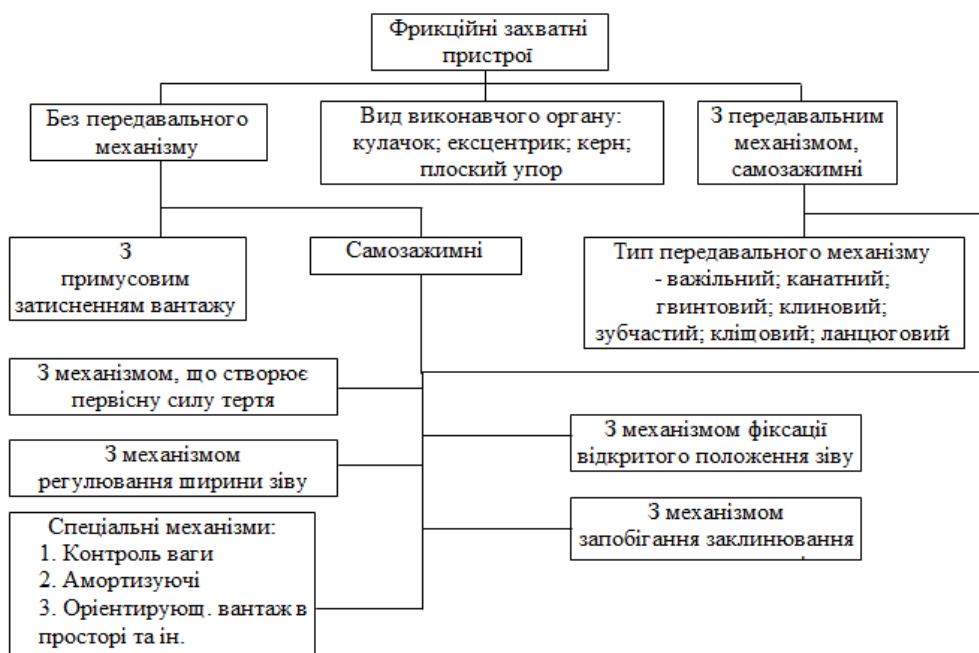 Фрикційні захватні
пристрої
Без передавального
механізму
Вид виконавчого органу:
кулачок; ексцентрик; керн;
плоский упор
З передавальним
механізмом,
самозажимні
З
примусовим
затисненням вантажу
Самозажимні
Тип передавального механізму
- важільний; канатний;
гвинтовий; клиновий;
зубчастий; кліщовий; ланцюговий
З механізмом, що створює
первісну силу тертя
З механізмом фіксації
відкритого положення зіву
З механізмом
регулювання ширини зіву
З механізмом
запобігання заклинювання
Спеціальні механізми:
1. Контроль ваги
2. Амортизуючі
3. Оріентирующ. вантаж в
просторі та ін.